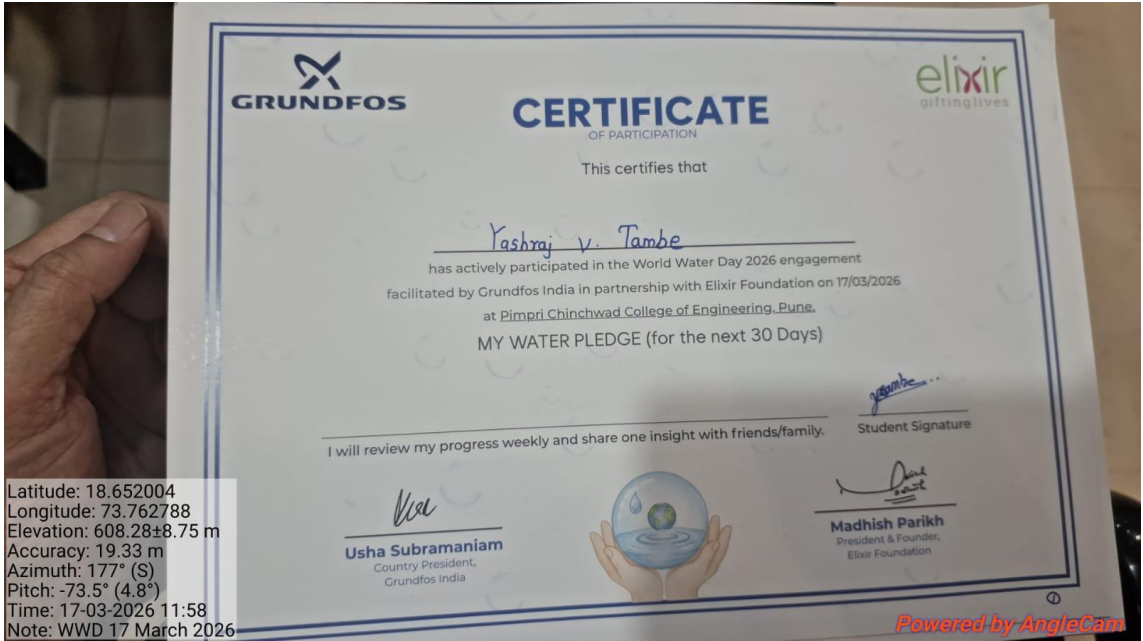 GRUNDFOS
elixir
giftinglives
CERTIFICATE
OF PARTICIPATION
This certifies that
Yashraj V. Tambe
has actively participated in the World Water Day 2026 engagement
facilitated by Grundfos India in partnership with Elixir Foundation on 17/03/2026
at Pimpri Chinchwad College of Engineering, Pune.
MY WATER PLEDGE (for the next 30 Days)
I will review my progress weekly and share one insight with friends/family.
Student Signature
Usha Subramaniam
Country President,
Grundfos India
Madhish Parikh
President & Founder,
Elixir Foundation
1
Latitude: 18.652004
Longitude: 73.762788
Elevation: 608.28±8.75 m
Accuracy: 19.33 m
Azimuth: 177° (S)
Pitch: -73.5° (4.8°)
Time: 17-03-2026 11:58
Note: WWD 17 March 2026
Powered by AngleCam